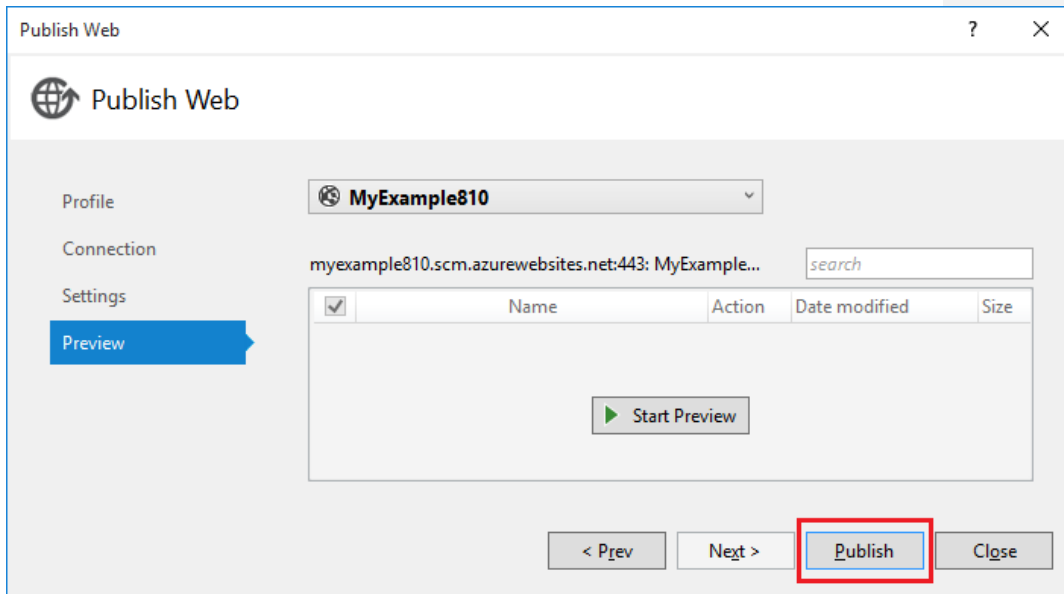 Publish Web
Publish Web
Profile
Connection
Settings
Preview
MyExample810
myexample810.scm.azurewebsites.net:443: MyExample...
search
Name Action Date modified Size
Start Preview
< Prev Next > Publish Close